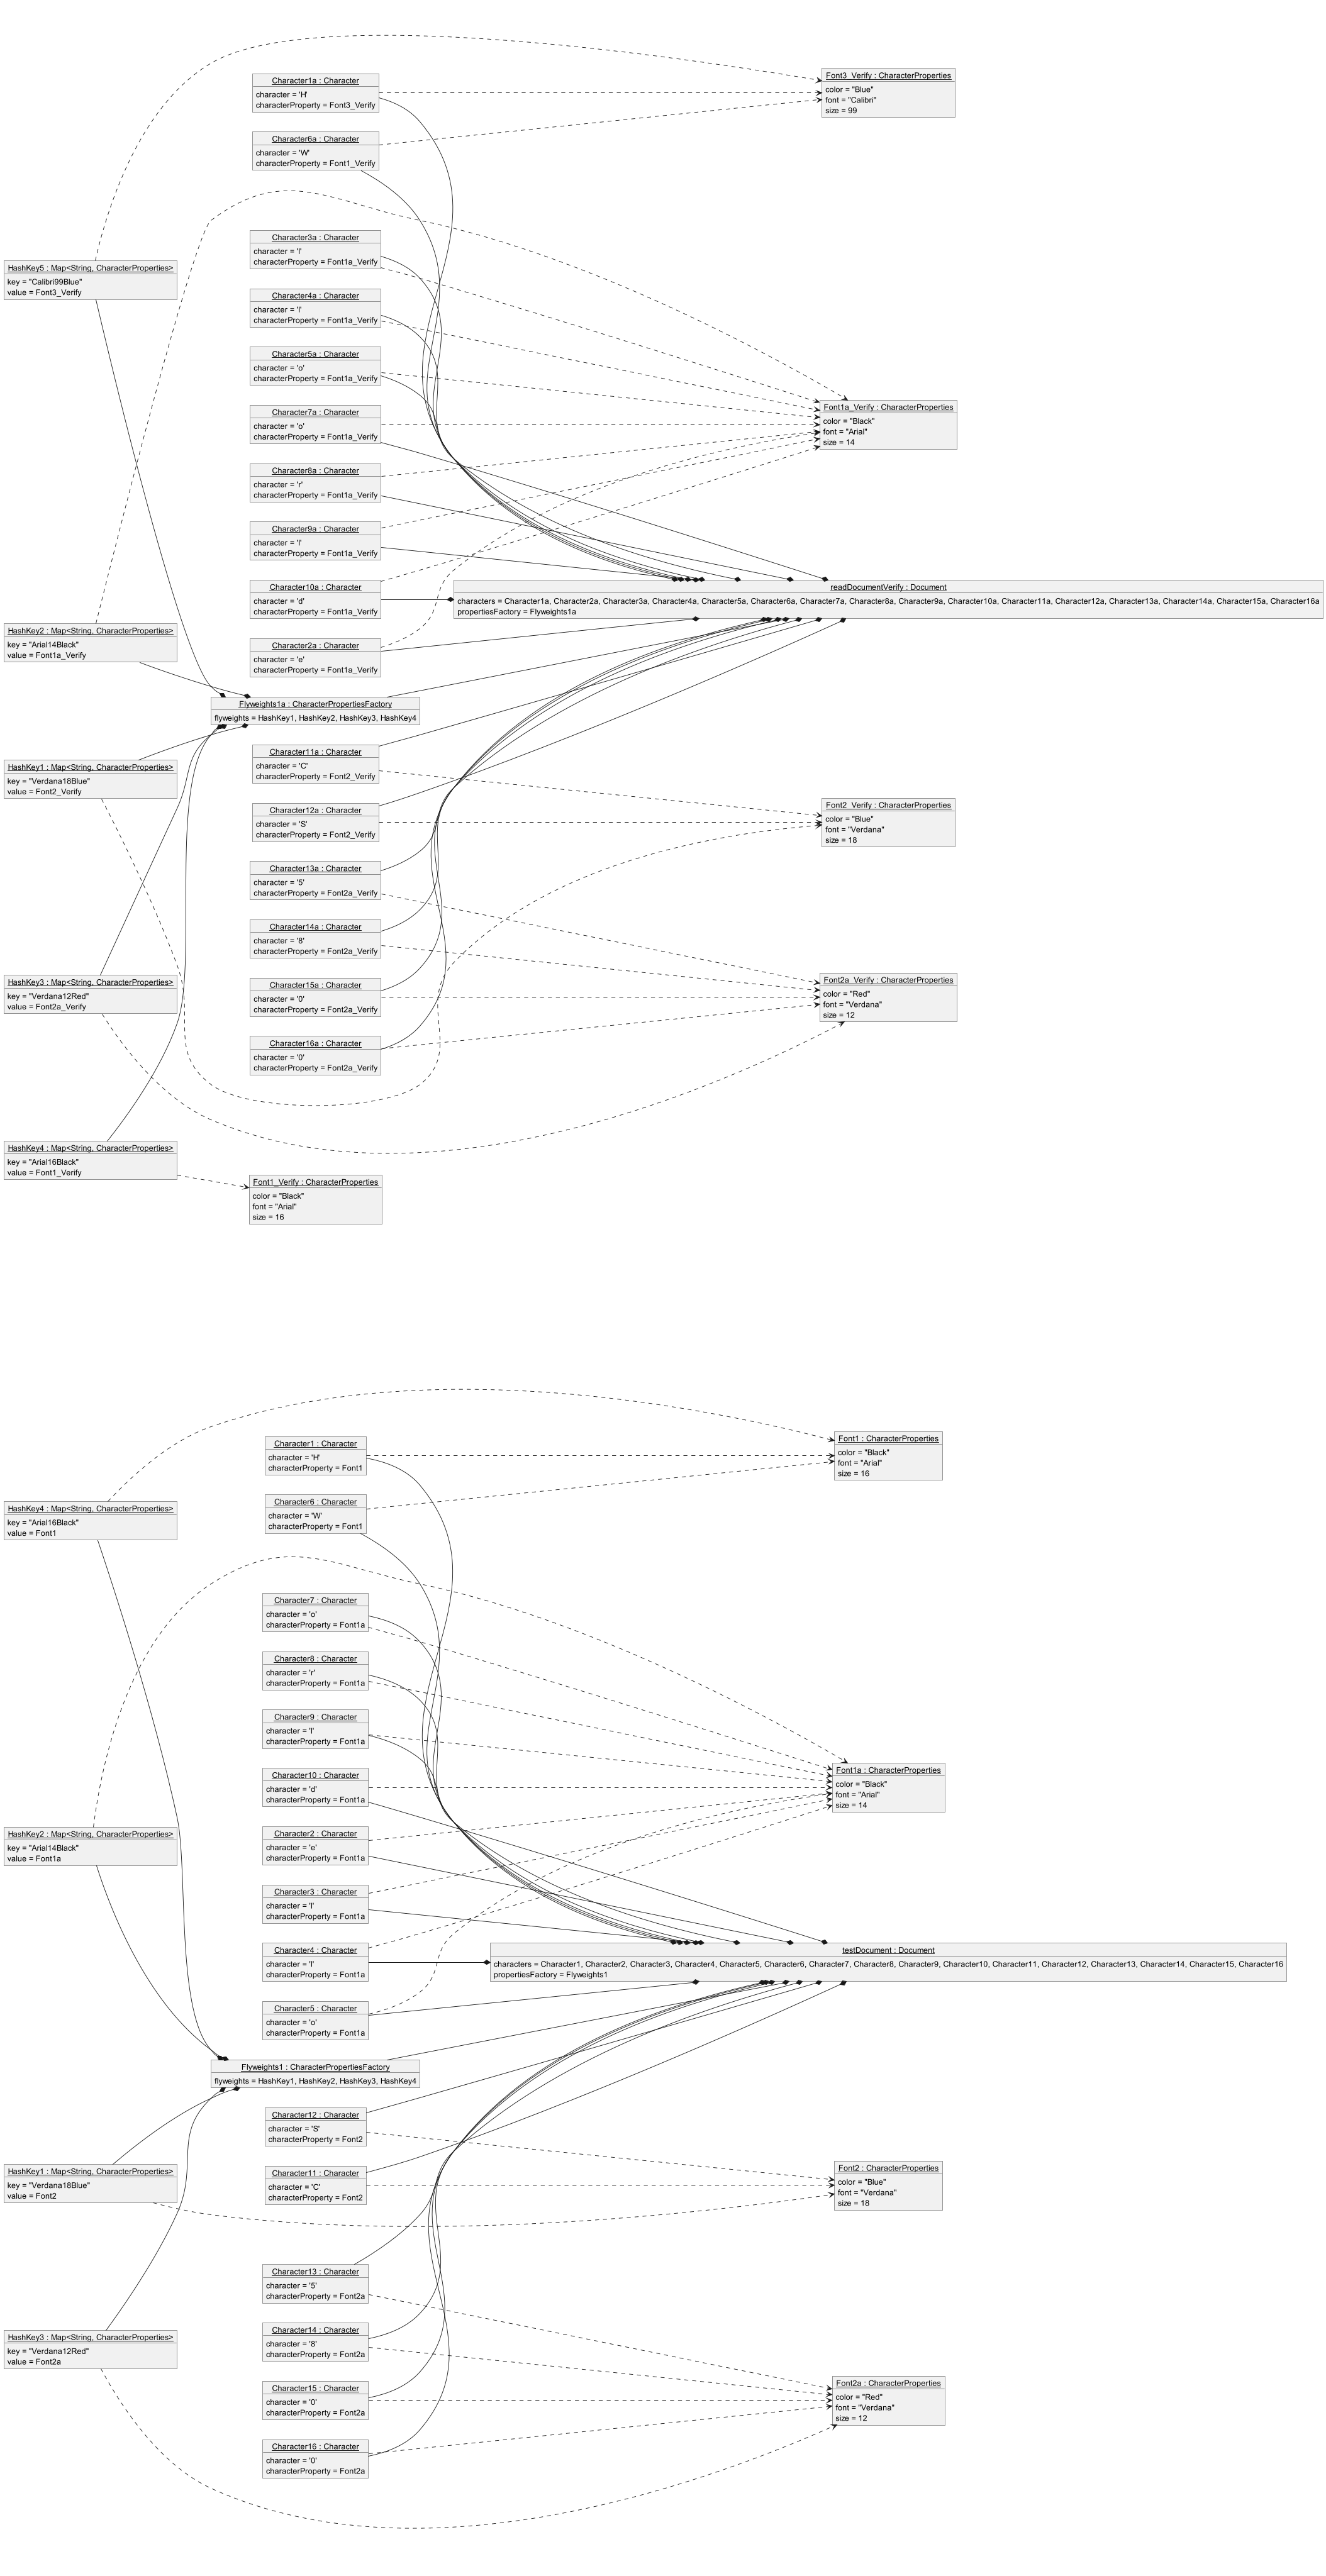 Font3_Verify : CharacterProperties
color = "Blue"
font = "Calibri"
size = 99
Character1a : Character
character = 'H'
characterProperty = Font3_Verify
Character6a : Character
character = 'W'
characterProperty = Font1_Verify
Character3a : Character
character = 'l'
characterProperty = Font1a_Verify
HashKey5 : Map<String, CharacterProperties>
key = "Calibri99Blue"
value = Font3_Verify
Character4a : Character
character = 'l'
characterProperty = Font1a_Verify
Character5a : Character
character = 'o'
characterProperty = Font1a_Verify
Character7a : Character
character = 'o'
characterProperty = Font1a_Verify
Font1a_Verify : CharacterProperties
color = "Black"
font = "Arial"
size = 14
Character8a : Character
character = 'r'
characterProperty = Font1a_Verify
Character9a : Character
character = 'l'
characterProperty = Font1a_Verify
Character10a : Character
character = 'd'
characterProperty = Font1a_Verify
readDocumentVerify : Document
characters = Character1a, Character2a, Character3a, Character4a, Character5a, Character6a, Character7a, Character8a, Character9a, Character10a, Character11a, Character12a, Character13a, Character14a, Character15a, Character16a
propertiesFactory = Flyweights1a
HashKey2 : Map<String, CharacterProperties>
key = "Arial14Black"
value = Font1a_Verify
Character2a : Character
character = 'e'
characterProperty = Font1a_Verify
Flyweights1a : CharacterPropertiesFactory
flyweights = HashKey1, HashKey2, HashKey3, HashKey4
Character11a : Character
character = 'C'
characterProperty = Font2_Verify
HashKey1 : Map<String, CharacterProperties>
key = "Verdana18Blue"
value = Font2_Verify
Character12a : Character
character = 'S'
characterProperty = Font2_Verify
Font2_Verify : CharacterProperties
color = "Blue"
font = "Verdana"
size = 18
Character13a : Character
character = '5'
characterProperty = Font2a_Verify
Character14a : Character
character = '8'
characterProperty = Font2a_Verify
HashKey3 : Map<String, CharacterProperties>
key = "Verdana12Red"
value = Font2a_Verify
Character15a : Character
character = '0'
characterProperty = Font2a_Verify
Font2a_Verify : CharacterProperties
color = "Red"
font = "Verdana"
size = 12
Character16a : Character
character = '0'
characterProperty = Font2a_Verify
HashKey4 : Map<String, CharacterProperties>
key = "Arial16Black"
value = Font1_Verify
Font1_Verify : CharacterProperties
color = "Black"
font = "Arial"
size = 16
Font1 : CharacterProperties
color = "Black"
font = "Arial"
size = 16
Character1 : Character
character = 'H'
characterProperty = Font1
Character6 : Character
character = 'W'
characterProperty = Font1
HashKey4 : Map<String, CharacterProperties>
key = "Arial16Black"
value = Font1
Character7 : Character
character = 'o'
characterProperty = Font1a
Character8 : Character
character = 'r'
characterProperty = Font1a
Character9 : Character
character = 'l'
characterProperty = Font1a
Character10 : Character
character = 'd'
characterProperty = Font1a
Font1a : CharacterProperties
color = "Black"
font = "Arial"
size = 14
HashKey2 : Map<String, CharacterProperties>
key = "Arial14Black"
value = Font1a
Character2 : Character
character = 'e'
characterProperty = Font1a
Character3 : Character
character = 'l'
characterProperty = Font1a
Character4 : Character
character = 'l'
characterProperty = Font1a
testDocument : Document
characters = Character1, Character2, Character3, Character4, Character5, Character6, Character7, Character8, Character9, Character10, Character11, Character12, Character13, Character14, Character15, Character16
propertiesFactory = Flyweights1
Character5 : Character
character = 'o'
characterProperty = Font1a
Flyweights1 : CharacterPropertiesFactory
flyweights = HashKey1, HashKey2, HashKey3, HashKey4
Character12 : Character
character = 'S'
characterProperty = Font2
HashKey1 : Map<String, CharacterProperties>
key = "Verdana18Blue"
value = Font2
Character11 : Character
character = 'C'
characterProperty = Font2
Font2 : CharacterProperties
color = "Blue"
font = "Verdana"
size = 18
Character13 : Character
character = '5'
characterProperty = Font2a
Character14 : Character
character = '8'
characterProperty = Font2a
HashKey3 : Map<String, CharacterProperties>
key = "Verdana12Red"
value = Font2a
Character15 : Character
character = '0'
characterProperty = Font2a
Font2a : CharacterProperties
color = "Red"
font = "Verdana"
size = 12
Character16 : Character
character = '0'
characterProperty = Font2a